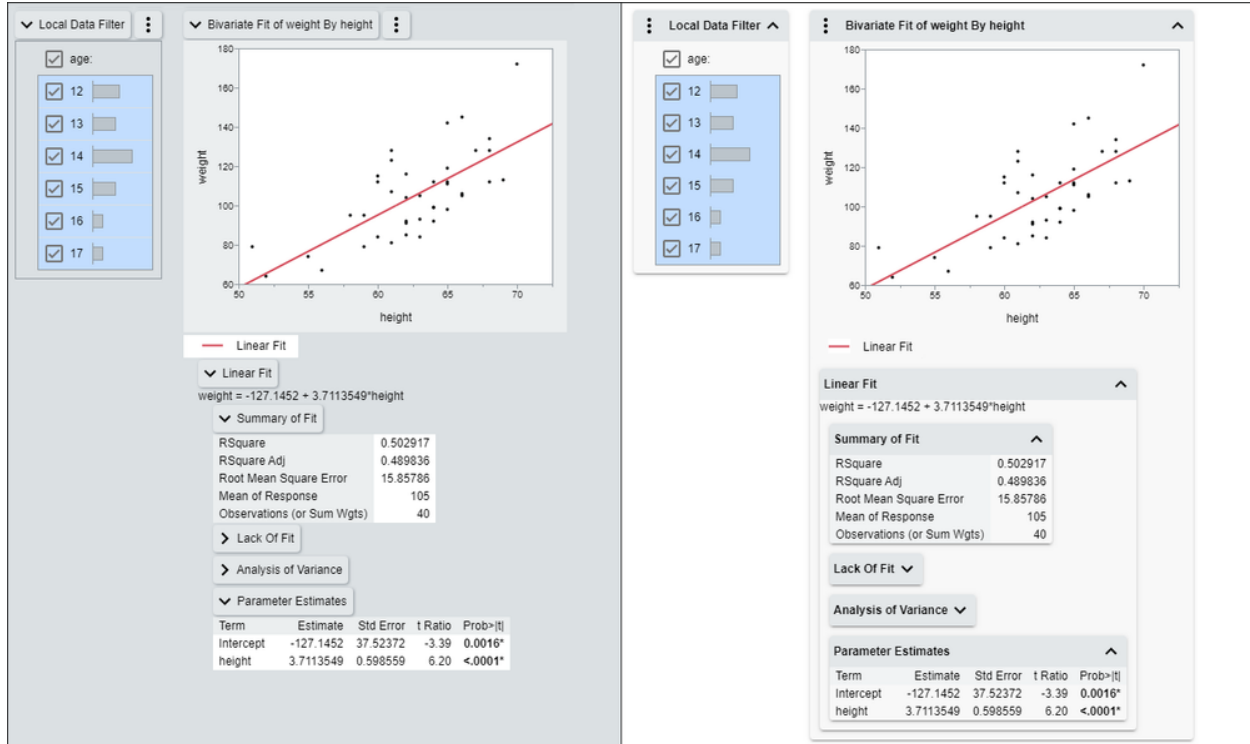 Local Data Filter
age:
12
13
14
15
16
17
Bivariate Fit of weight By height
180
160
140
120
100
80
60
weight
50 55 60 65 70
height
Linear Fit
Linear Fit
weight = -127.1452 + 3.7113549*height
Summary of Fit
RSquare 0.502917
RSquare Adj 0.489836
Root Mean Square Error 15.85786
Mean of Response 105
Observations (or Sum Wgts) 40
Lack Of Fit
Analysis of Variance
Parameter Estimates
Term Estimate Std Error t Ratio Prob>|t|
Intercept -127.1452 37.52372 -3.39 0.0016*
height 3.7113549 0.598559 6.20 <.0001*
Local Data Filter
age:
12
13
14
15
16
17
Bivariate Fit of weight By height
180
160
140
120
100
80
60
weight
50 55 60 65 70
height
Linear Fit
Linear Fit
weight = -127.1452 + 3.7113549*height
Summary of Fit
RSquare 0.502917
RSquare Adj 0.489836
Root Mean Square Error 15.85786
Mean of Response 105
Observations (or Sum Wgts) 40
Lack Of Fit
Analysis of Variance
Parameter Estimates
Term Estimate Std Error t Ratio Prob>|t|
Intercept -127.1452 37.52372 -3.39 0.0016*
height 3.7113549 0.598559 6.20 <.0001*